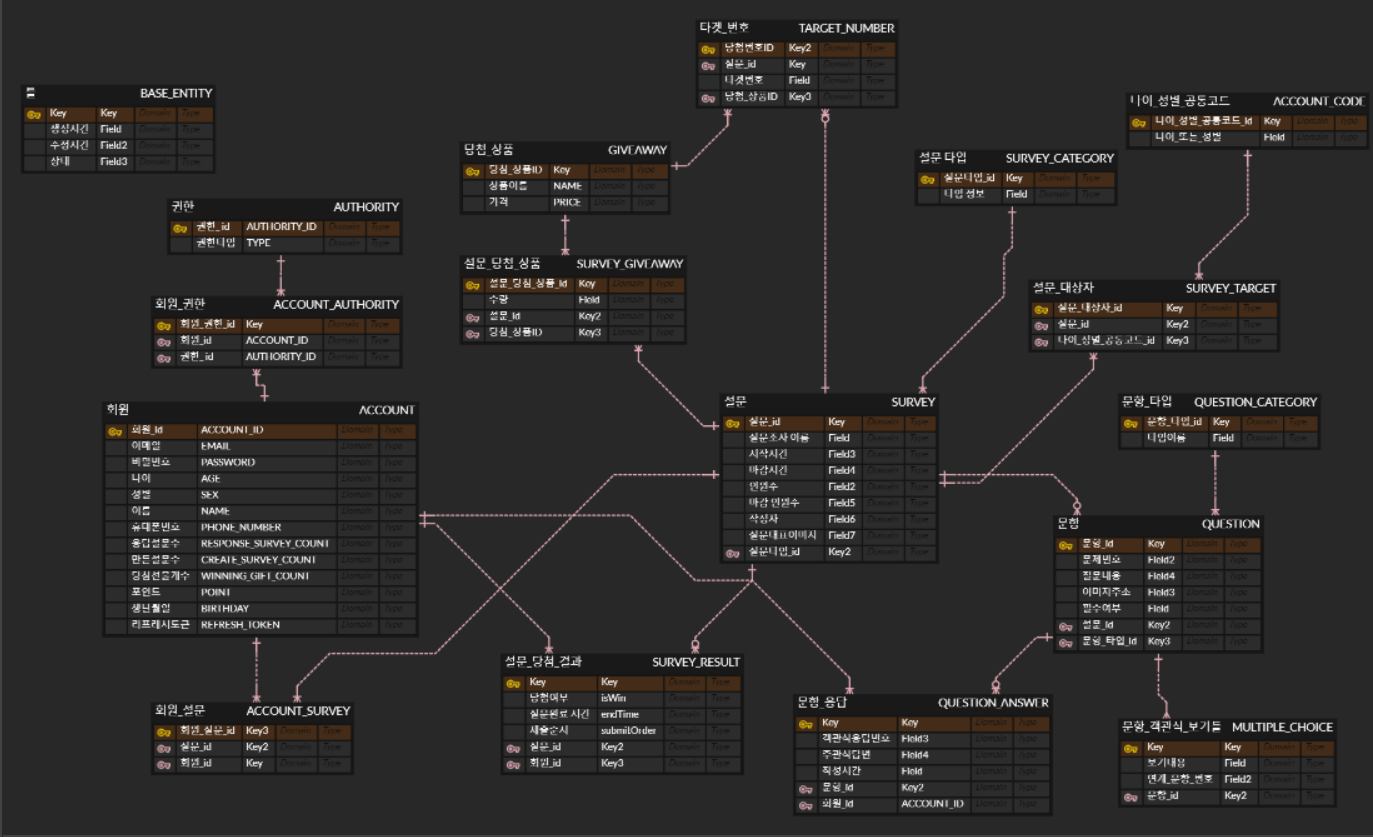 타겟_번호 TARGET_NUMBER
당첨번호ID Key2 Domain Type
설문_id Key Domain Type
타겟번호 Field Domain Type
당첨_상품ID Key3 Domain Type
틀 BASE_ENTITY
Key Key Domain Type
생성시간 Field Domain Type
수정시간 Field2 Domain Type
상태 Field3 Domain Type
나이_성별_공통코드 ACCOUNT_CODE
나이_성별_공통코드_id Key Domain Type
나이_또는_성별 Field Domain Type
당첨_상품 GIVEAWAY
당첨_상품ID Key Domain Type
상품이름 NAME Domain Type
가격 PRICE Domain Type
설문 타입 SURVEY_CATEGORY
설문타입_id Key Domain Type
타입 정보 Field Domain Type
권한 AUTHORITY
권한_id AUTHORITY_ID Domain Type
권한타입 TYPE Domain Type
설문_당첨_상품 SURVEY_GIVEAWAY
설문_당첨_상품_id Key Domain Type
수량 Field Domain Type
설문_id Key2 Domain Type
당첨_상품ID Key3 Domain Type
설문_대상자 SURVEY_TARGET
설문_대상자_id Key Domain Type
설문_id Key2 Domain Type
나이_성별_공통코드_id Key3 Domain Type
회원_권한 ACCOUNT_AUTHORITY
회원_권한_id Key Domain Type
회원_id ACCOUNT_ID Domain Type
권한_id AUTHORITY_ID Domain Type
회원 ACCOUNT
회원_id ACCOUNT_ID Domain Type
이메일 EMAIL Domain Type
비밀번호 PASSWORD Domain Type
나이 AGE Domain Type
성별 SEX Domain Type
이름 NAME Domain Type
휴대폰번호 PHONE_NUMBER Domain Type
응답설문수 RESPONSE_SURVEY_COUNT Domain Type
만든설문수 CREATE_SURVEY_COUNT Domain Type
당첨선물개수 WINNING_GIFT_COUNT Domain Type
포인트 POINT Domain Type
생년월일 BIRTHDAY Domain Type
리프레시토큰 REFRESH_TOKEN Domain Type
설문 SURVEY
설문_id Key Domain Type
설문조사 이름 Field Domain Type
시작시간 Field3 Domain Type
마감시간 Field4 Domain Type
인원수 Field2 Domain Type
마감 인원수 Field5 Domain Type
작성자 Field6 Domain Type
설문대표이미지 Field7 Domain Type
설문타입_id Key2 Domain Type
문항_타입 QUESTION_CATEGORY
문항_타입_id Key Domain Type
타입이름 Field Domain Type
문항 QUESTION
문항_id Key Domain Type
문제번호 Field2 Domain Type
질문내용 Field4 Domain Type
이미지주소 Field3 Domain Type
필수여부 Field Domain Type
설문_id Key2 Domain Type
문항_타입_id Key3 Domain Type
설문_당첨_결과 SURVEY_RESULT
Key Key Domain Type
당첨여부 isWin Domain Type
설문완료 시간 endTime Domain Type
제출순서 submitOrder Domain Type
설문_id Key2 Domain Type
회원_id Key3 Domain Type
회원_설문 ACCOUNT_SURVEY
회원_설문_id Key3 Domain Type
설문_id Key2 Domain Type
회원_id Key Domain Type
문항_응답 QUESTION_ANSWER
Key Key Domain Type
객관식응답번호 Field3 Domain Type
주관식답변 Field4 Domain Type
작성시간 Field Domain Type
문항_id Key2 Domain Type
회원_id ACCOUNT_ID Domain Type
문항_객관식_보기들 MULTIPLE_CHOICE
Key Key Domain Type
보기내용 Field Domain Type
연계_문항_번호 Field2 Domain Type
문항_id Key2 Domain Type